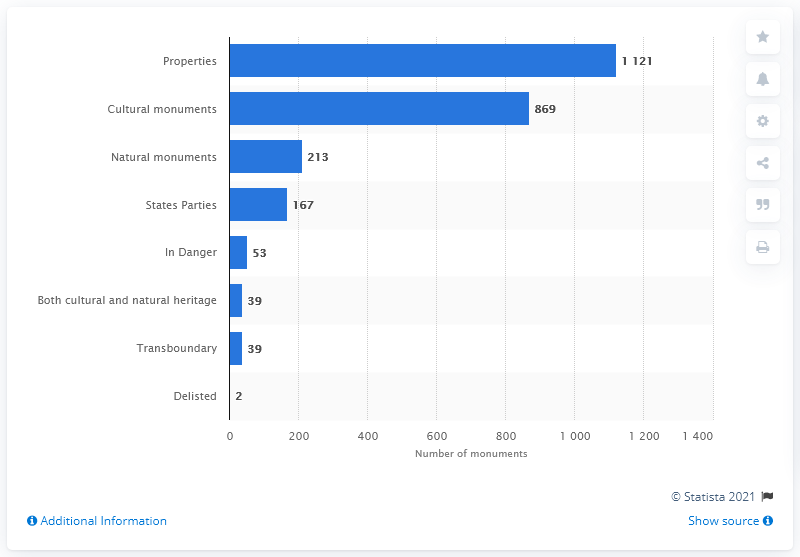 Properties 1 121
Cultural monuments 869
Natural monuments 213
States Parties 167
In Danger 53
Both cultural and natural heritage 39
Transboundary 39
Delisted 2
0 200 400 600 800 1 000 1 200 1 400
Number of monuments
© Statista 2021
Additional Information
Show source